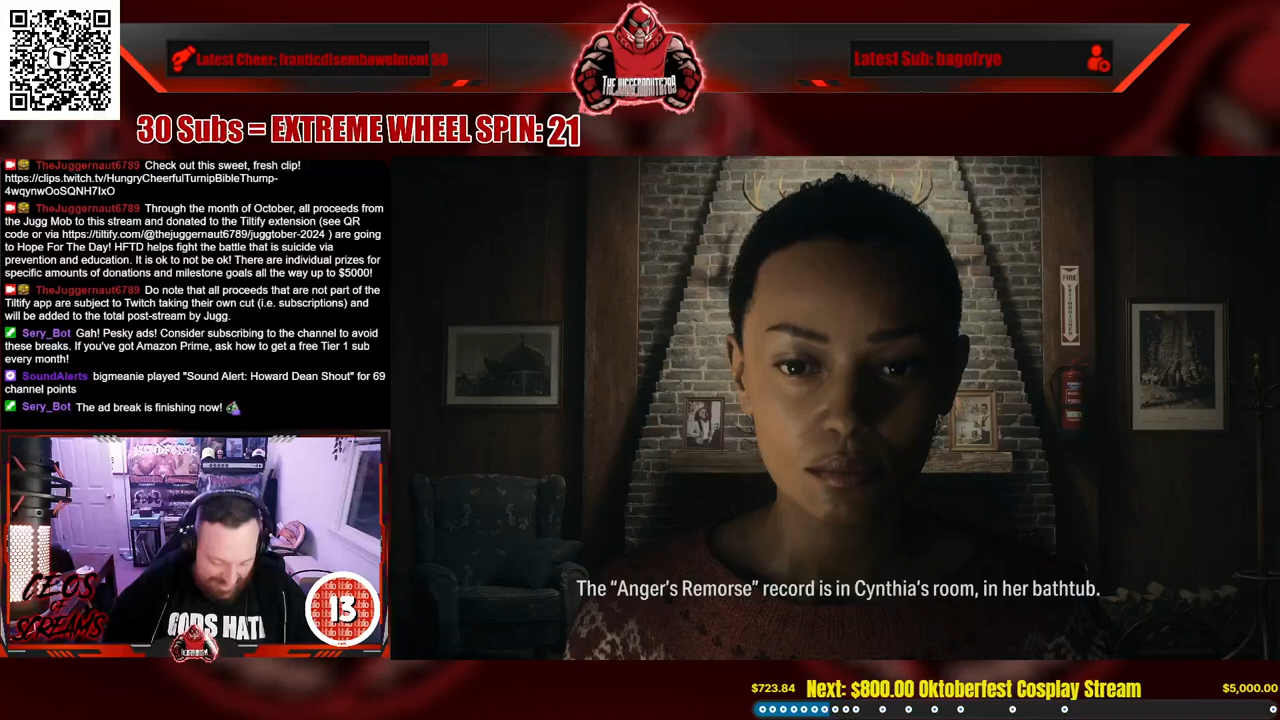 Latest Cheer: franticdisembowelment 50
THEJUGGERNAUT6789
Latest Sub: bagofrye
30 Subs = EXTREME WHEEL SPIN: 21
TheJuggernaut6789 Check out this sweet, fresh clip!
https://clips.twitch.tv/HungryCheerfulTurnipBibleThump-
4wqynwOoSQNH7IxO
TheJuggernaut6789 Through the month of October, all proceeds from
the Jugg Mob to this stream and donated to the Tiltify extension (see QR
code or via https://tiltify.com/@thejuggernaut6789/juggtober-2024 ) are going
to Hope For The Day! HFTD helps fight the battle that is suicide via
prevention and education. It is ok to not be ok! There are individual prizes for
specific amounts of donations and milestone goals all the way up to $5000!
TheJuggernaut6789 Do note that all proceeds that are not part of the
Tiltify app are subject to Twitch taking their own cut (i.e. subscriptions) and
will be added to the total post-stream by Jugg.
Sery_Bot Gah! Pesky ads! Consider subscribing to the channel to avoid
these breaks. If you've got Amazon Prime, ask how to get a free Tier 1 sub
every month!
SoundAlerts bigmeanie played "Sound Alert: Howard Dean Shout" for 69
channel points
Sery_Bot The ad break is finishing now!
FIRE EXTINGUISHER
CEOS
OF
SCREAMS
GODS HATE
13
The “Anger’s Remorse” record is in Cynthia’s room, in her bathtub.
$723.84 Next: $800.00 Oktoberfest Cosplay Stream $5,000.00